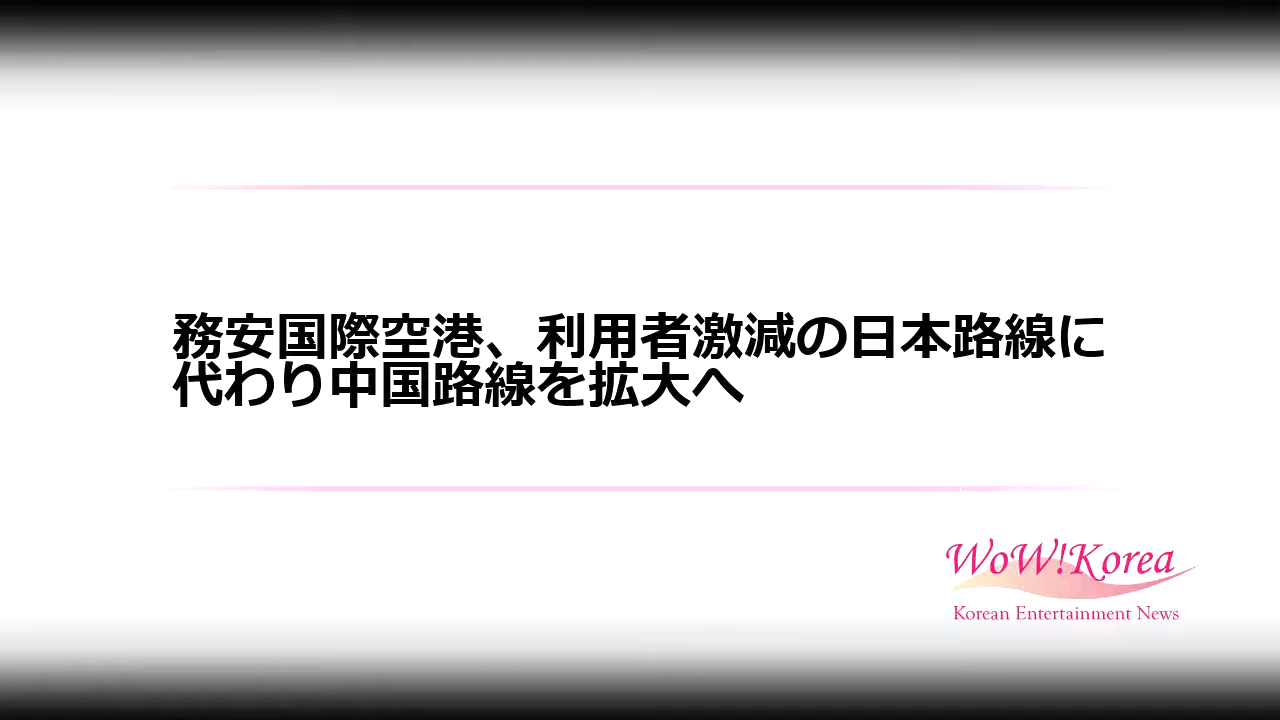 務安国際空港、利用者激減の日本路線に
代わり中国路線を拡大へ
WoW!Korea
Korean Entertainment News